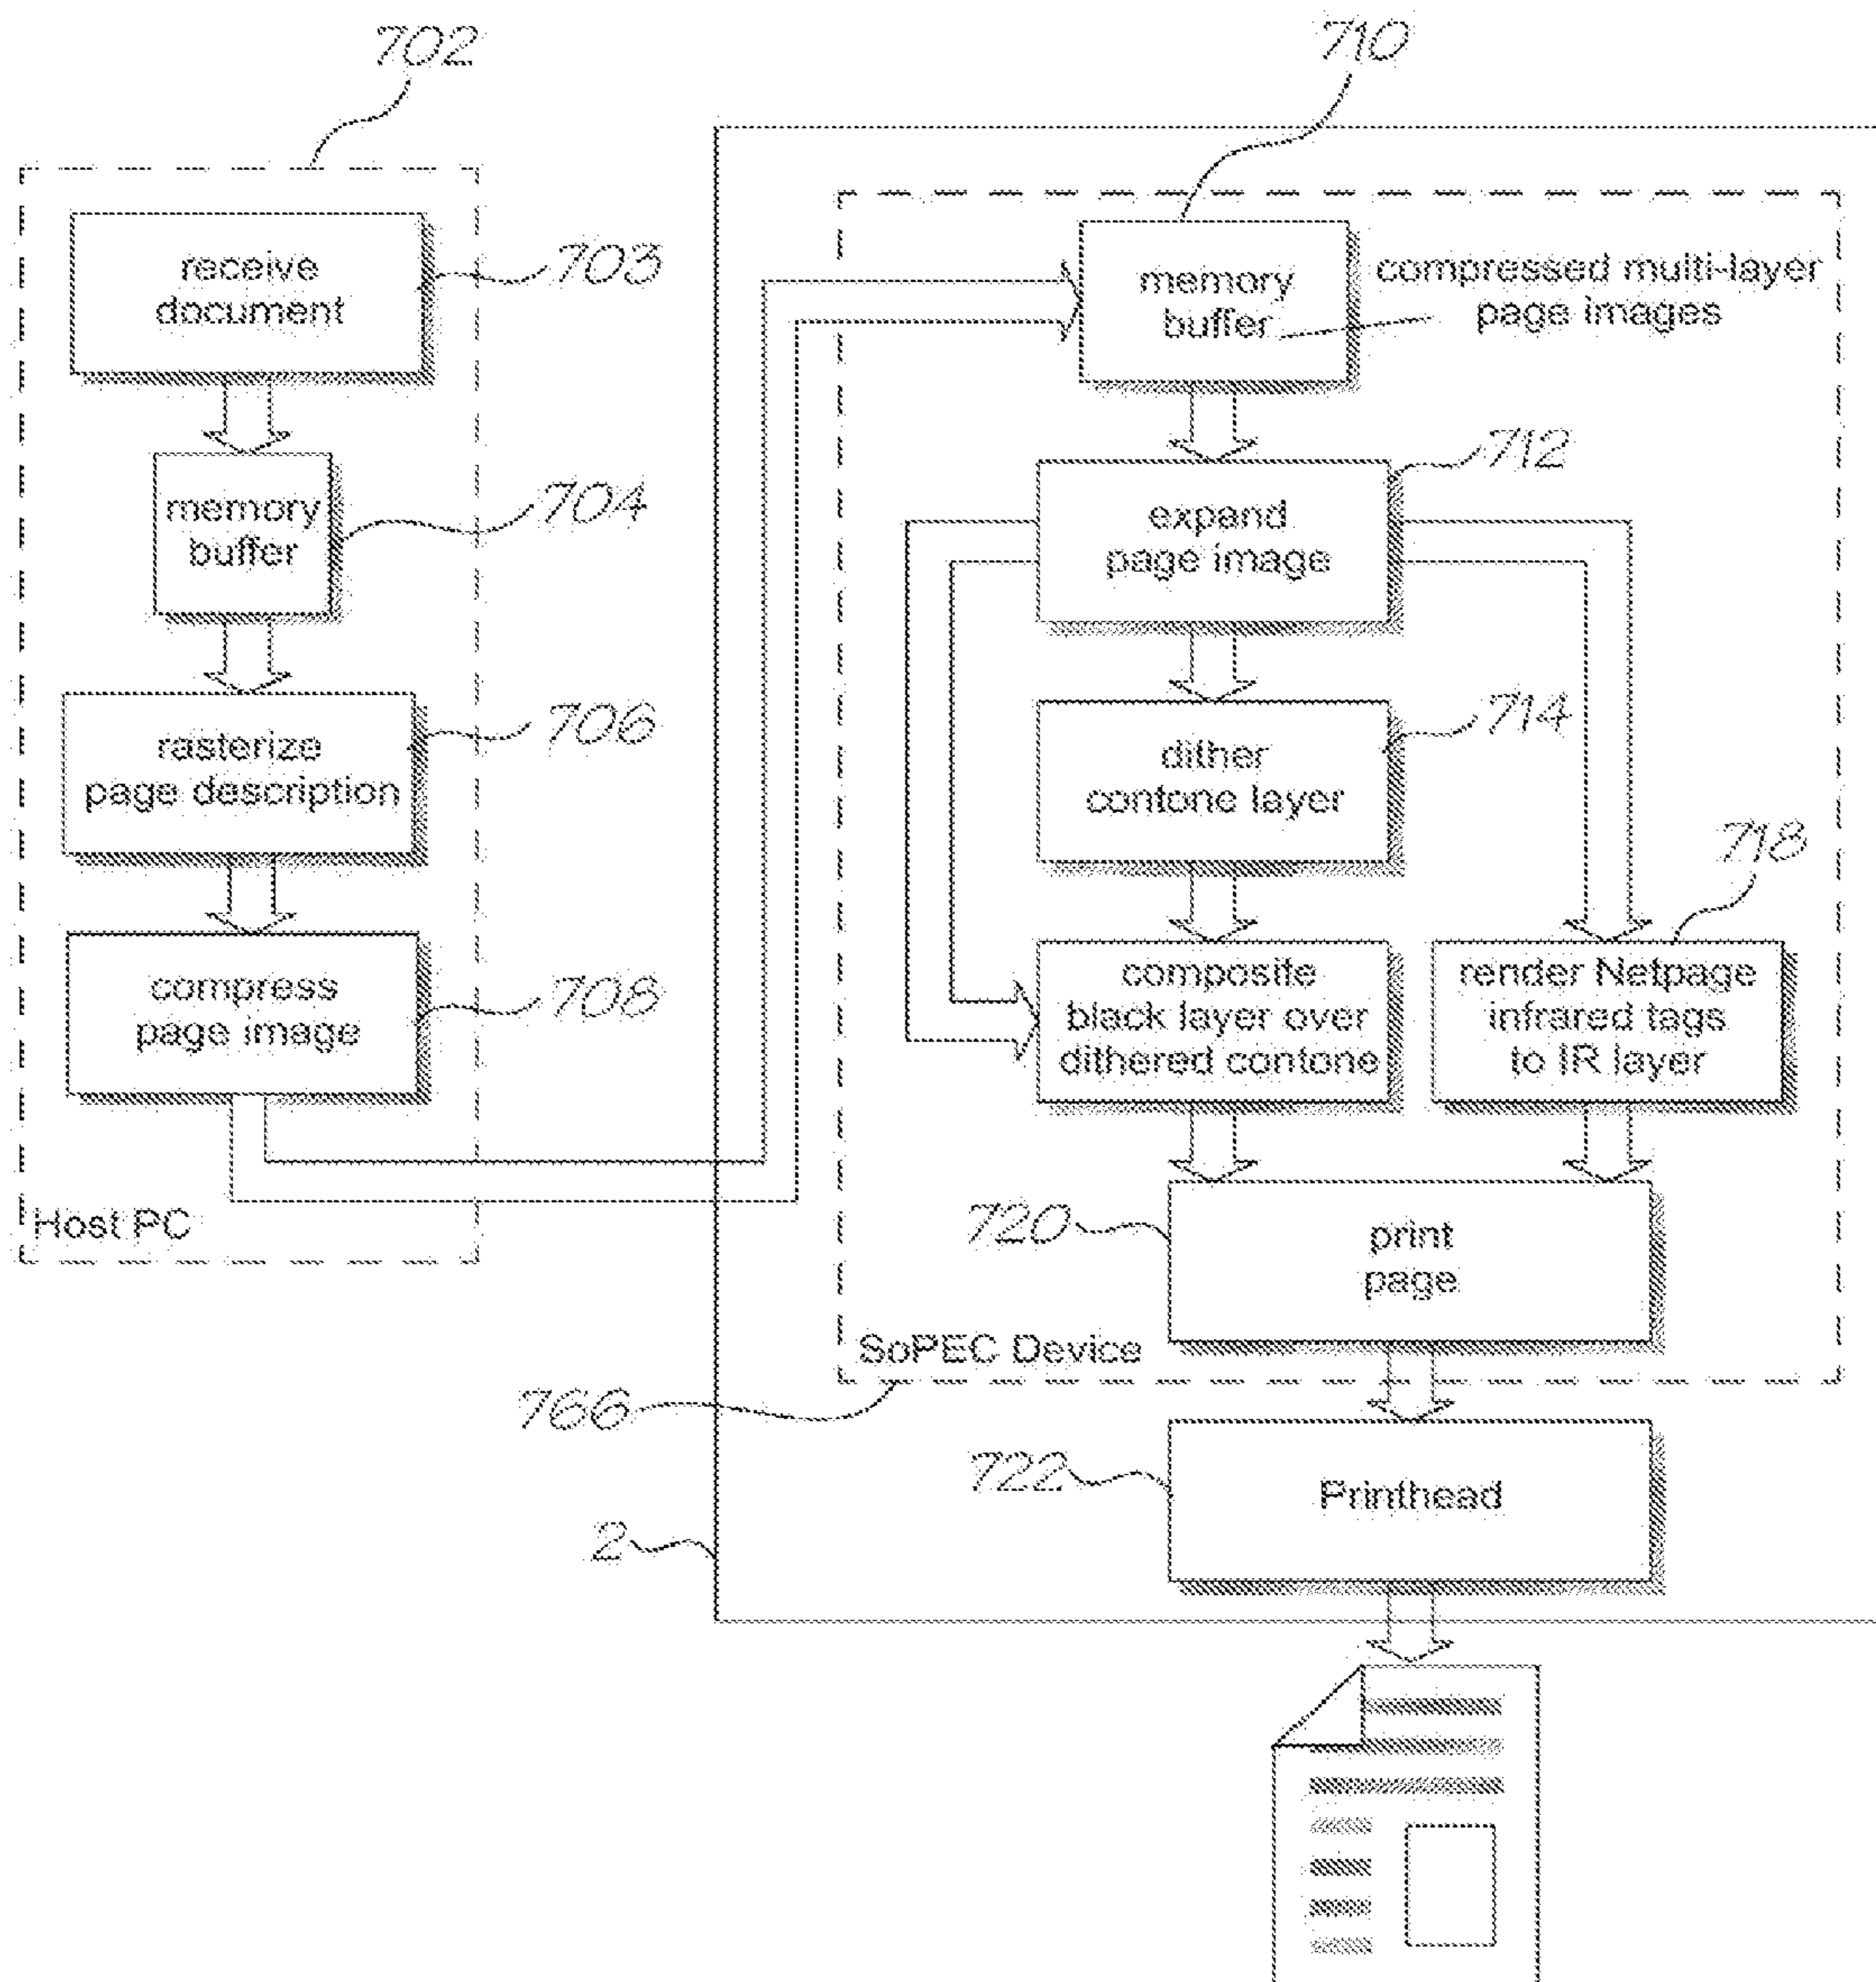 702
710
receive
document
703
memory
buffer
704
rasterize
page description
706
compress
page image
708
Host PC
memory
buffer
compressed multi-layer
page images
expand
page image
712
dither
contone layer
714
718
composite
black layer over
dithered contone
render Netpage
infrared tags
to IR layer
720
print
page
SoPEC Device
766
722
Printhead
2